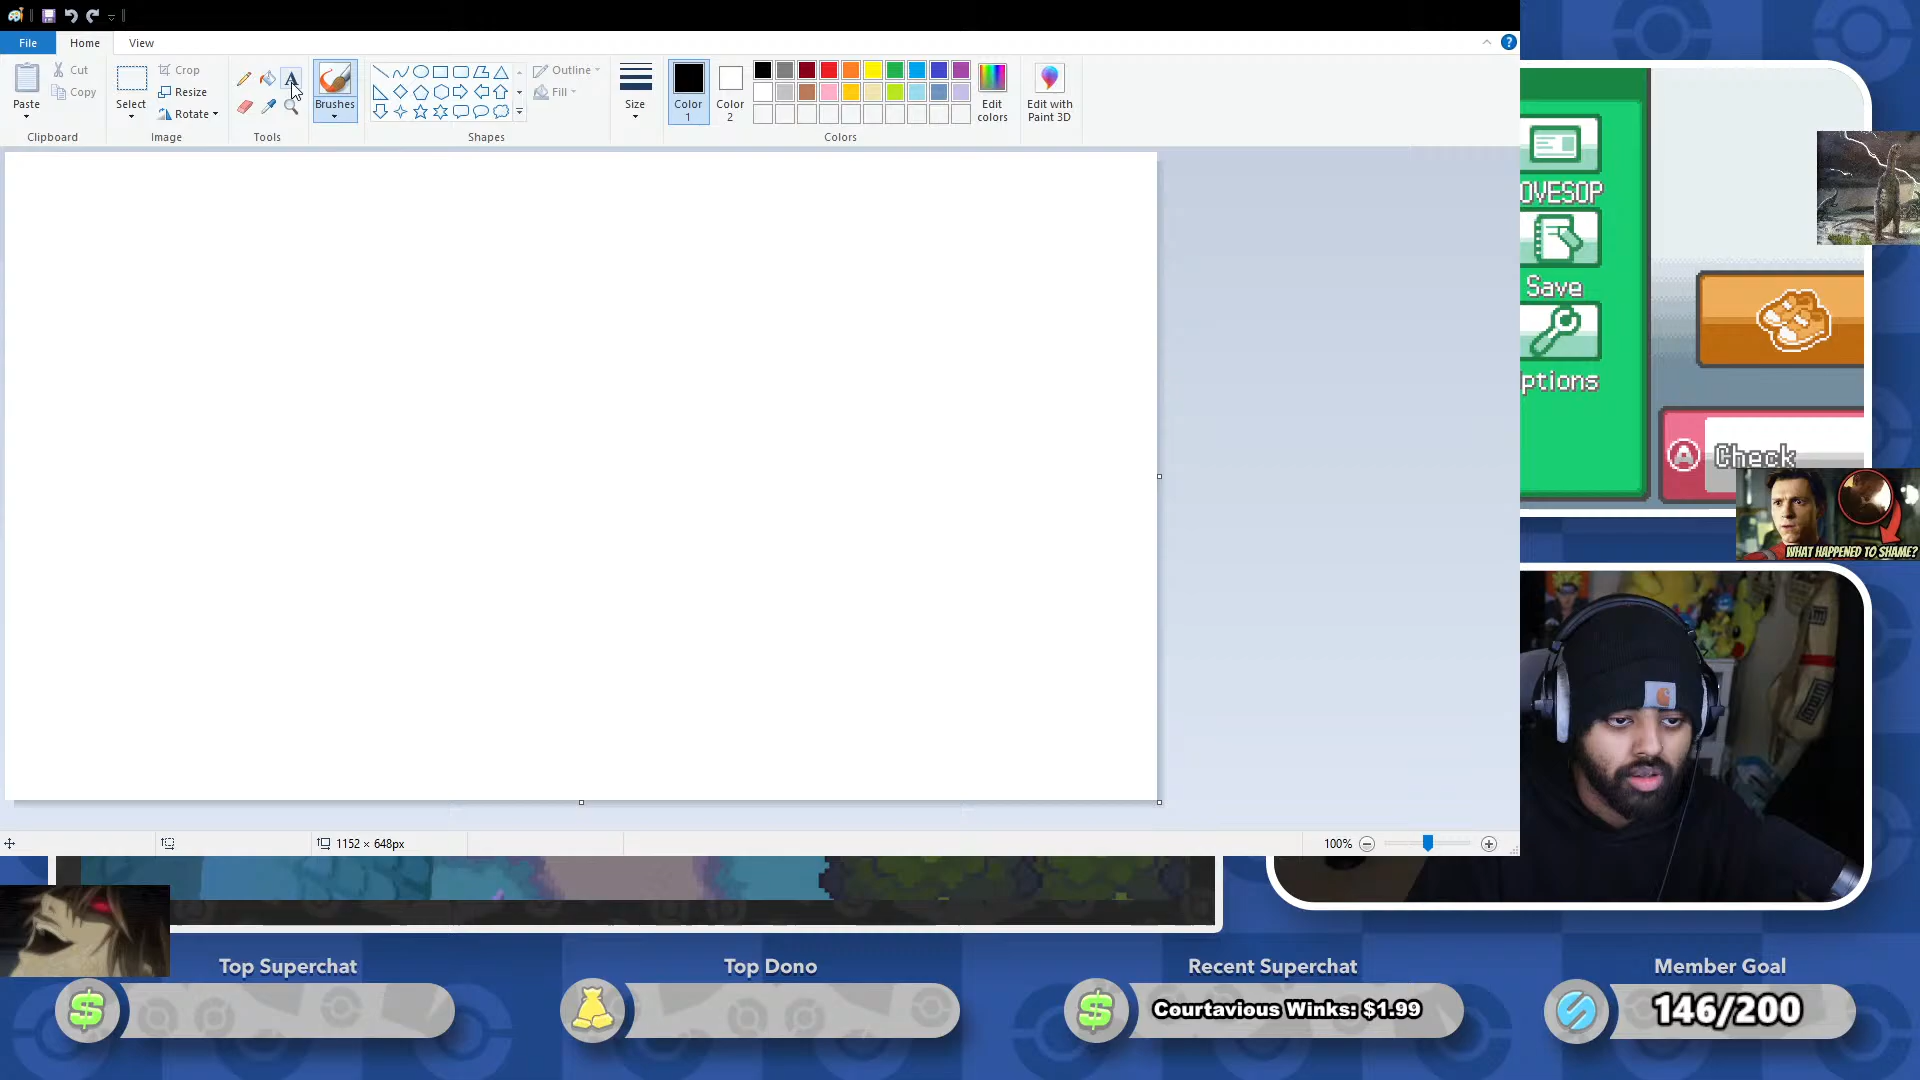 File Home View
Paste
Cut
Copy
Clipboard
Select
Crop
Resize
Rotate
Image
A
Tools
Brushes
Shapes
Outline
Fill
Size
Color
1
Color
2
Edit
colors
Colors
Edit with
Paint 3D
?
OVESOP
Save
ptions
A Check
WHAT HAPPENED TO SHAME?
1152 × 648px
100%
Top Superchat
Top Dono
Recent Superchat
Member Goal
$
$ Courtavious Winks: $1.99
146/200